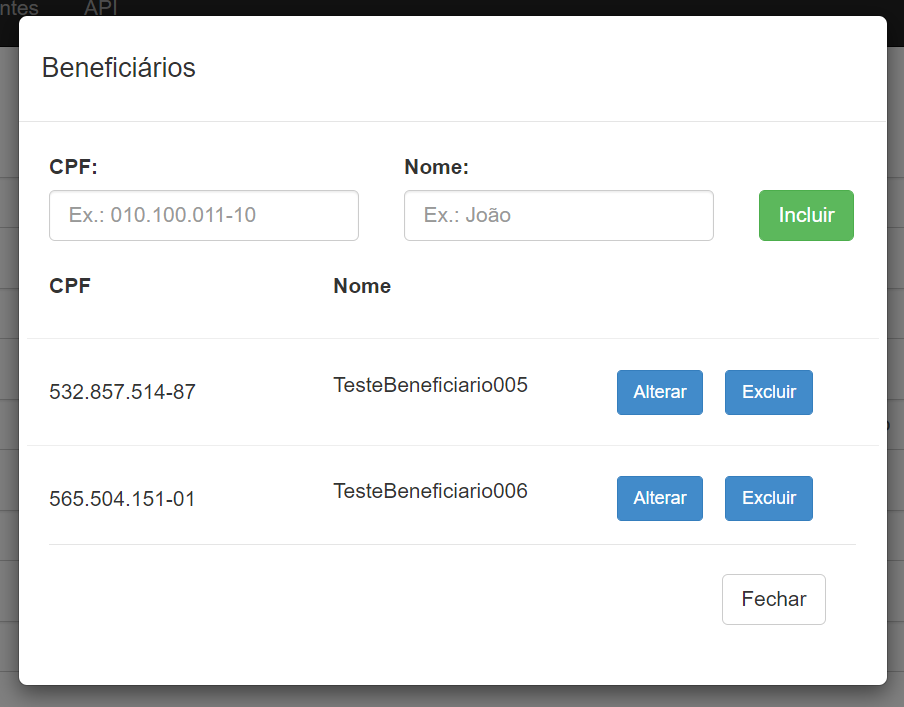 ntes API
Beneficiários
CPF: Nome:
Ex.: 010.100.011-10 Ex.: João Incluir
CPF Nome
532.857.514-87 TesteBeneficiario005 Alterar Excluir
565.504.151-01 TesteBeneficiario006 Alterar Excluir
Fechar